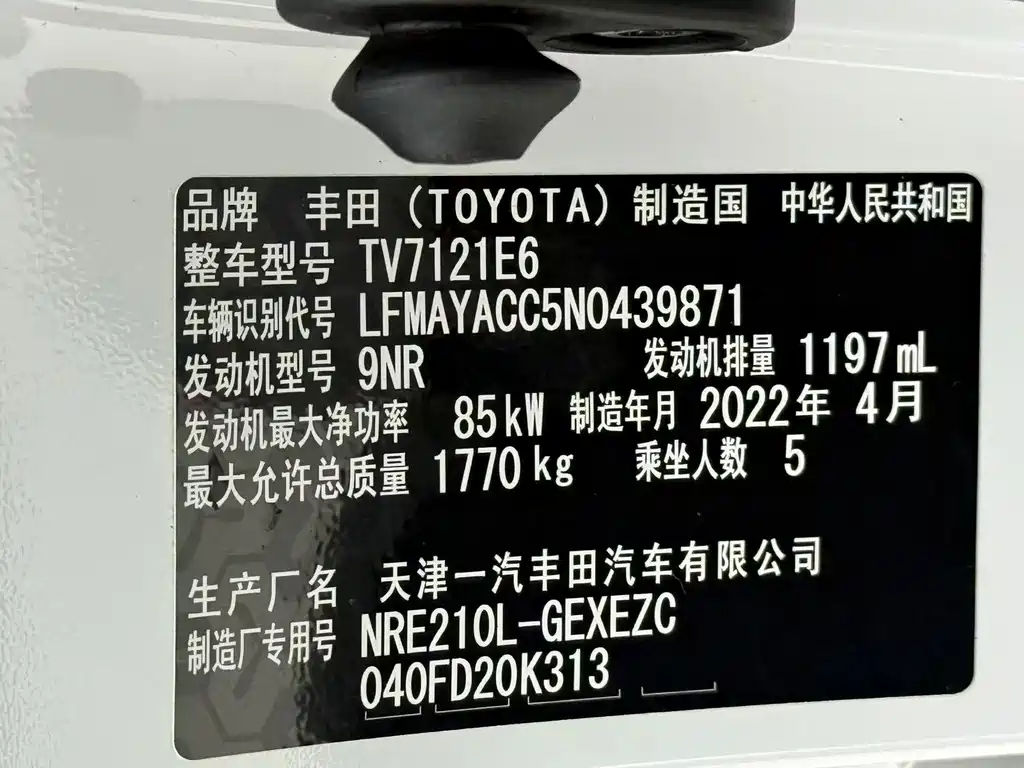 品牌 丰田（TOYOTA）制造国 中华人民共和国
整车型号 TV7121E6
车辆识别代号 LFMAYACC5N0439871
发动机型号 9NR 发动机排量 1197mL
发动机最大净功率 85kW 制造年月 2022年 4月
最大允许总质量 1770kg 乘坐人数 5
生产厂名 天津一汽丰田汽车有限公司
制造厂专用号 NRE210L-GEXEZC
040FD20K313